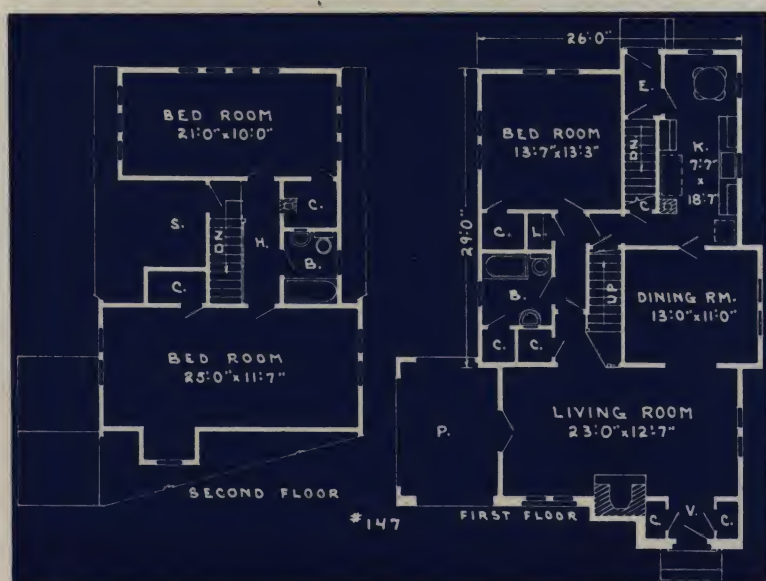 BED ROOM
21'0"x10'0"
S.
DN.
H.
C.
B.
C.
BED ROOM
25'0"x11'7"
SECOND FLOOR
#147
26'0"
29'0"
BED ROOM
13'7"x13'3"
E.
DN.
K.
7'7"
x
18'7"
C.
C.
L.
B.
UP
DINING RM.
13'0"x11'0"
C.
C.
P.
LIVING ROOM
23'0"x12'7"
C.
V.
C.
FIRST FLOOR